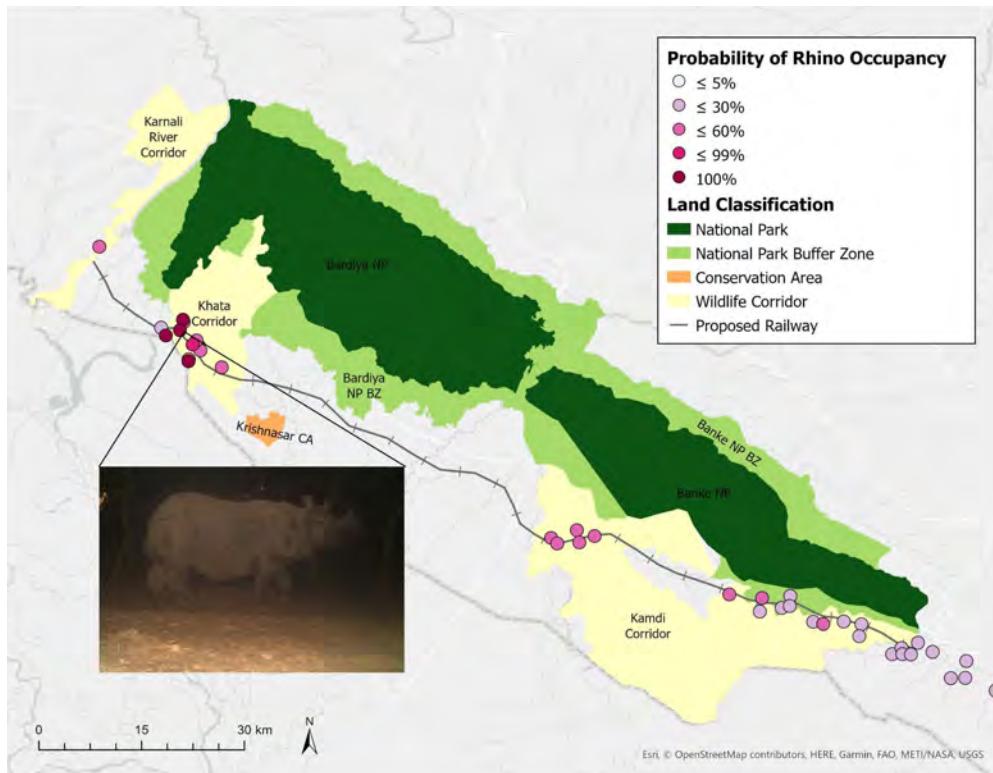 Probability of Rhino Occupancy
≤ 5%
≤ 30%
≤ 60%
≤ 99%
100%
Land Classification
National Park
National Park Buffer Zone
Conservation Area
Wildlife Corridor
Proposed Railway
Karnali
River
Corridor
Bardiya NP
Khata
Corridor
Bardiya
NP BZ
Krishnasar CA
Banke NP BZ
Banke NP
Kamdi
Corridor
0 15 30 km
N
Esri, © OpenStreetMap contributors, HERE, Garmin, FAO, METI/NASA, USGS